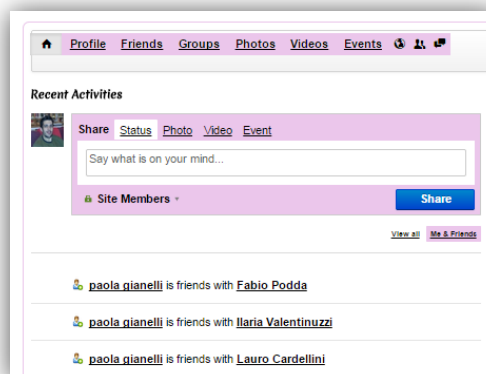 Profile Friends Groups Photos Videos Events
Recent Activities
Share Status Photo Video Event
Say what is on your mind...
Site Members
Share
View all Me & Friends
paola gianelli is friends with Fabio Podda
paola gianelli is friends with Ilaria Valentinuzzi
paola gianelli is friends with Lauro Cardellini